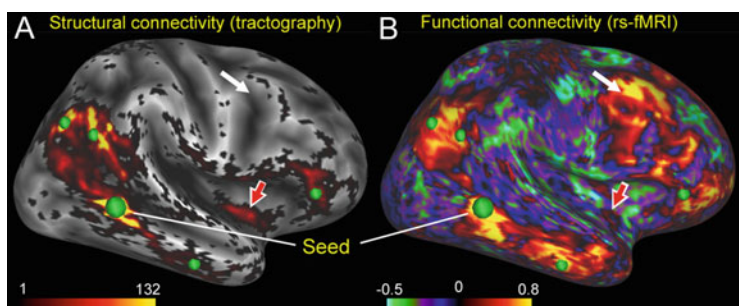 A Structural connectivity (tractography)
B Functional connectivity (rs-fMRI)
Seed
1 132
-0.5 0 0.8